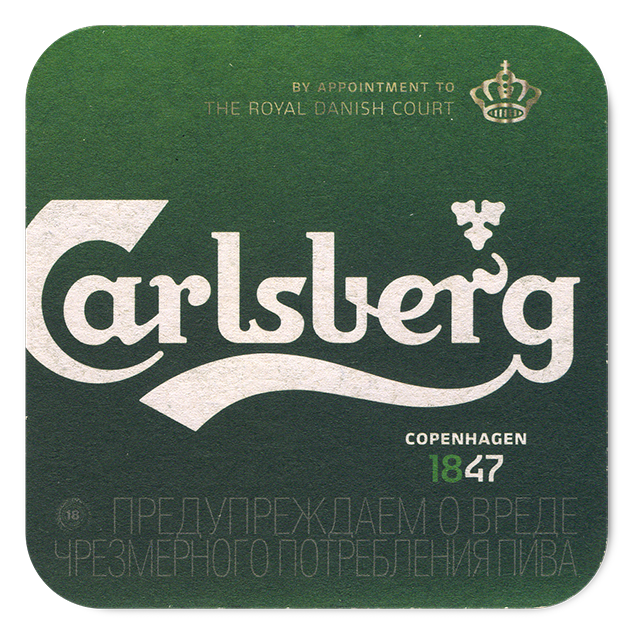 BY APPOINTMENT TO
THE ROYAL DANISH COURT
Carlsberg
COPENHAGEN
1847
18 ПРЕДУПРЕЖДАЕМ О ВРЕДЕ
ЧРЕЗМЕРНОГО ПОТРЕБЛЕНИЯ ПИВА